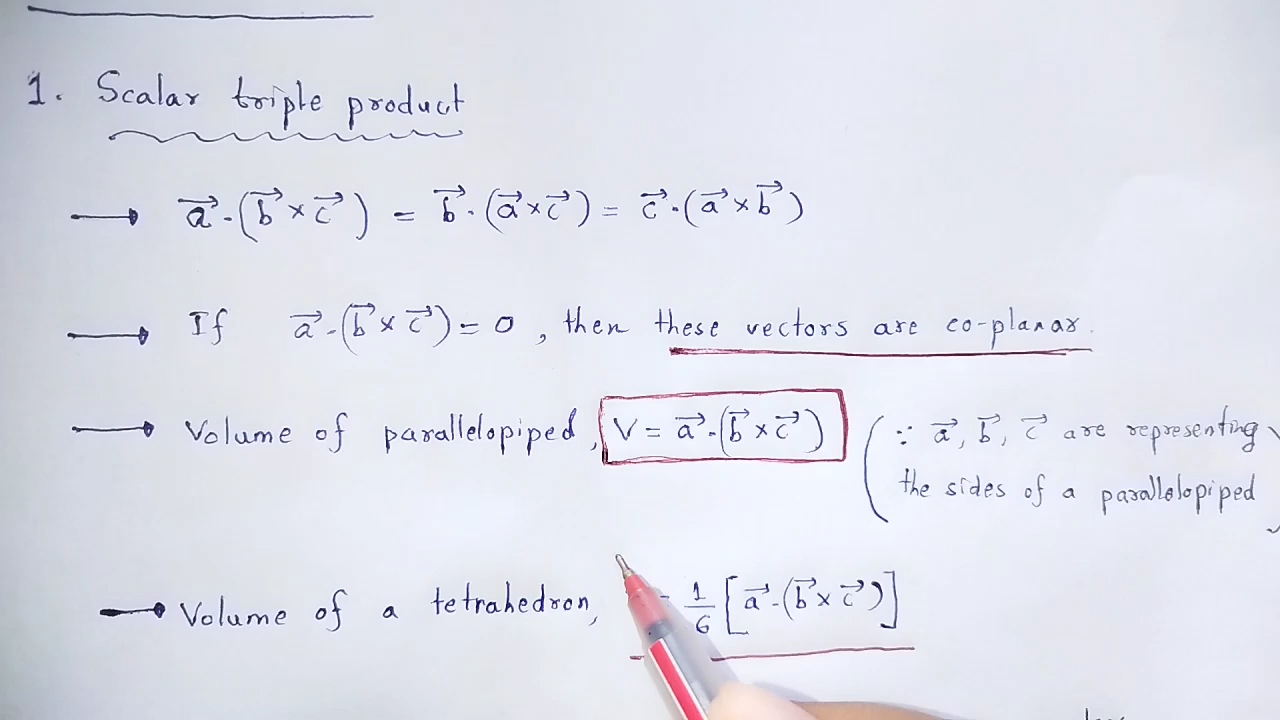 1. Scalar triple product
→ a⃗·(b⃗×c⃗) = b⃗·(a⃗×c⃗) = c⃗·(a⃗×b⃗)
→ If a⃗·(b⃗×c⃗) = 0, then these vectors are co-planar.
→ Volume of parallelopiped, V = a⃗·(b⃗×c⃗) (∵ a⃗, b⃗, c⃗ are representing
the sides of a parallelopiped)
→ Volume of a tetrahedron, = 1/6 [a⃗·(b⃗×c⃗)]